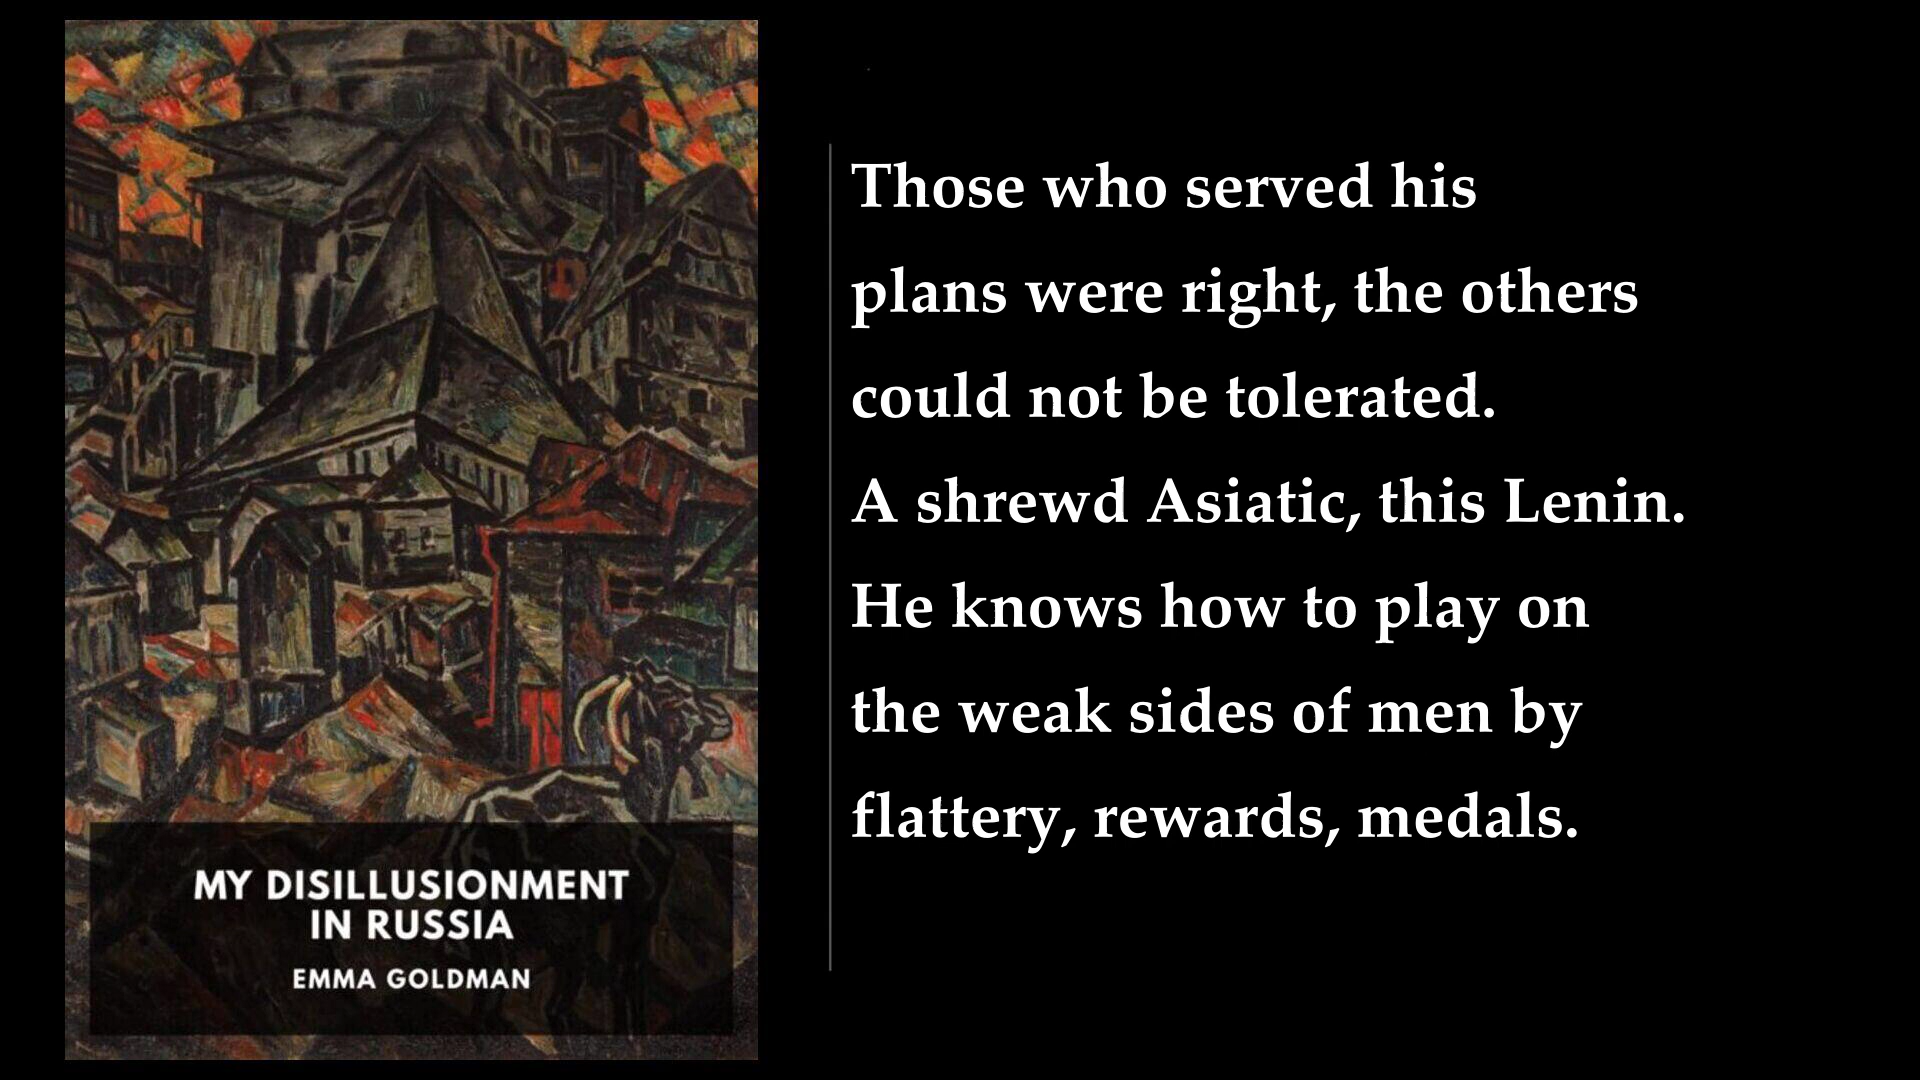 MY DISILLUSIONMENT
IN RUSSIA
EMMA GOLDMAN
Those who served his
plans were right, the others
could not be tolerated.
A shrewd Asiatic, this Lenin.
He knows how to play on
the weak sides of men by
flattery, rewards, medals.